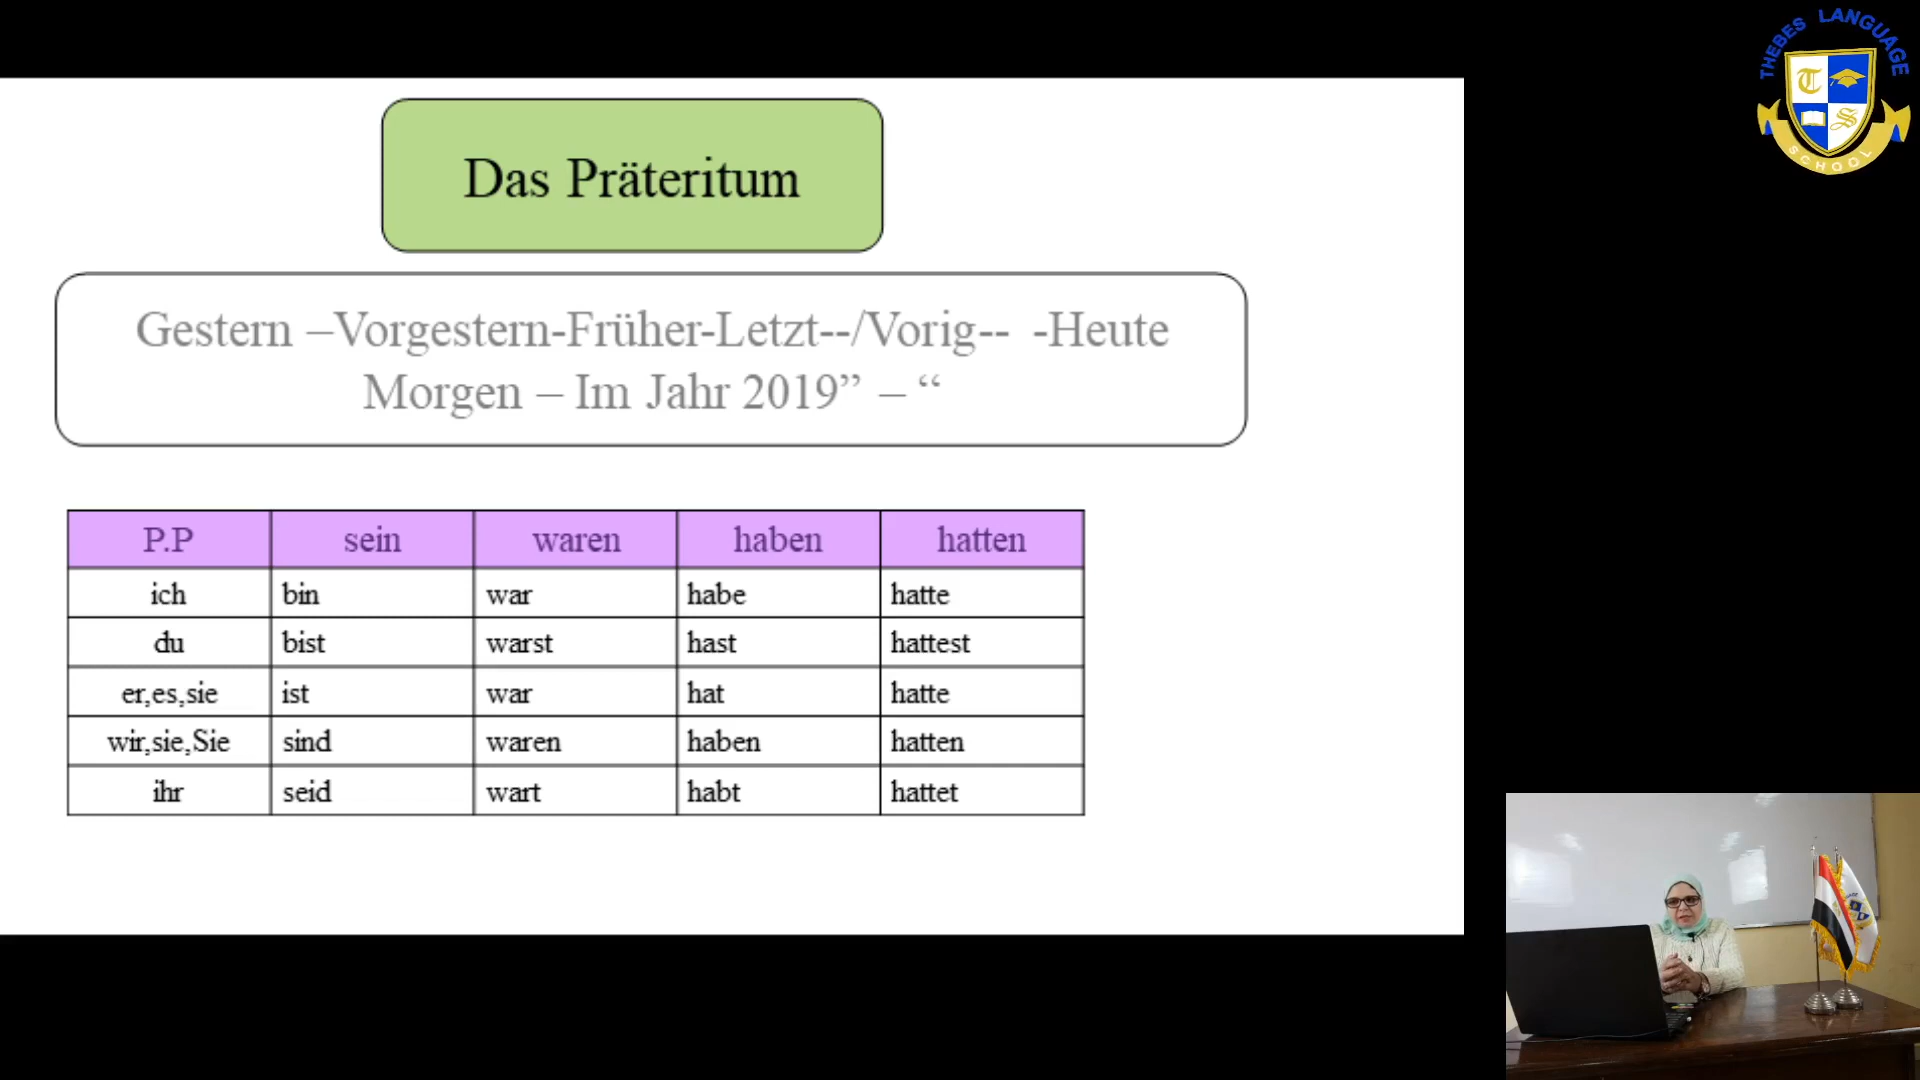 THEBES LANGUAGE
T
S
SCHOOL
Das Präteritum
Gestern –Vorgestern-Früher-Letzt--/Vorig-- -Heute
Morgen – Im Jahr 2019” – “
P.P sein waren haben hatten
ich bin war habe hatte
du bist warst hast hattest
er,es,sie ist war hat hatte
wir,sie,Sie sind waren haben hatten
ihr seid wart habt hattet